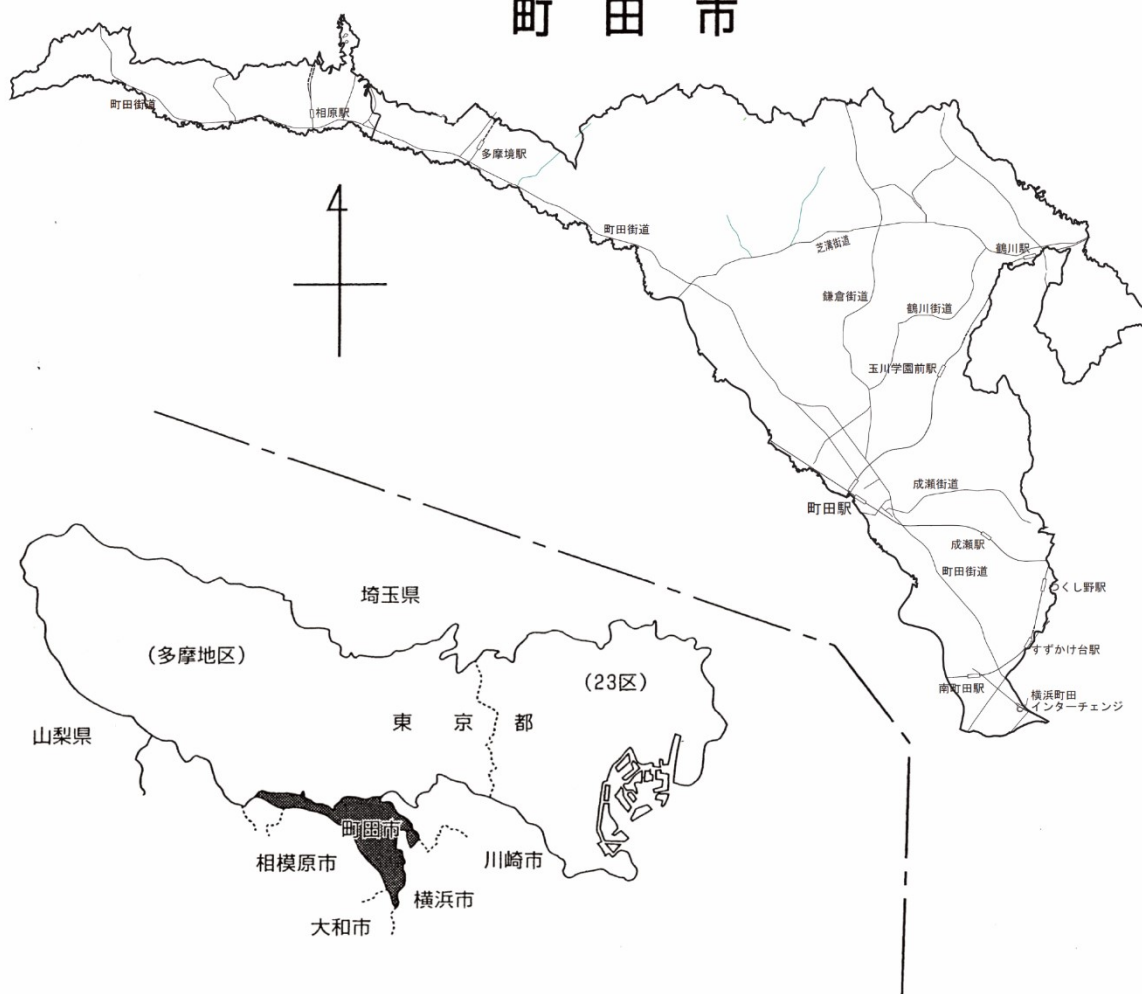 町田市
町田街道
相原駅
多摩境駅
町田街道
芝溝街道
鶴川駅
鎌倉街道
鶴川街道
玉川学園前駅
町田駅
成瀬街道
成瀬駅
町田街道
つくし野駅
すずかけ台駅
南町田駅
横浜町田
インターチェンジ
埼玉県
(多摩地区)
(23区)
東京都
山梨県
町田市
相模原市
川崎市
横浜市
大和市